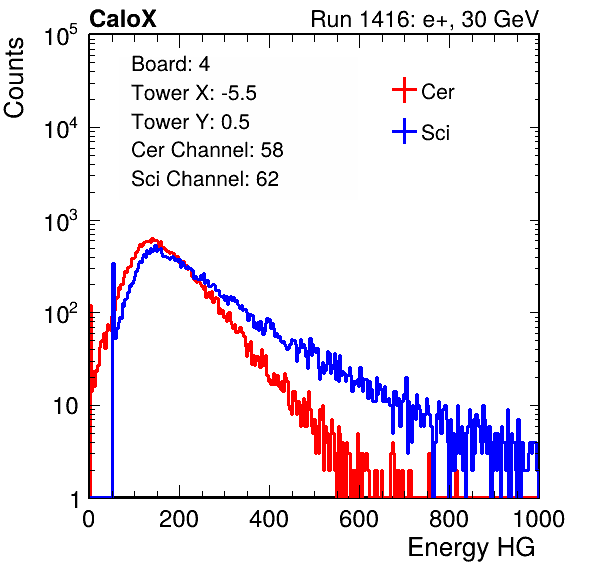 CaloX Run 1416: e+, 30 GeV
Counts
Board: 4
Tower X: -5.5
Tower Y: 0.5
Cer Channel: 58
Sci Channel: 62
Cer
Sci
10^5
10^4
10^3
10^2
10
1
0 200 400 600 800 1000
Energy HG